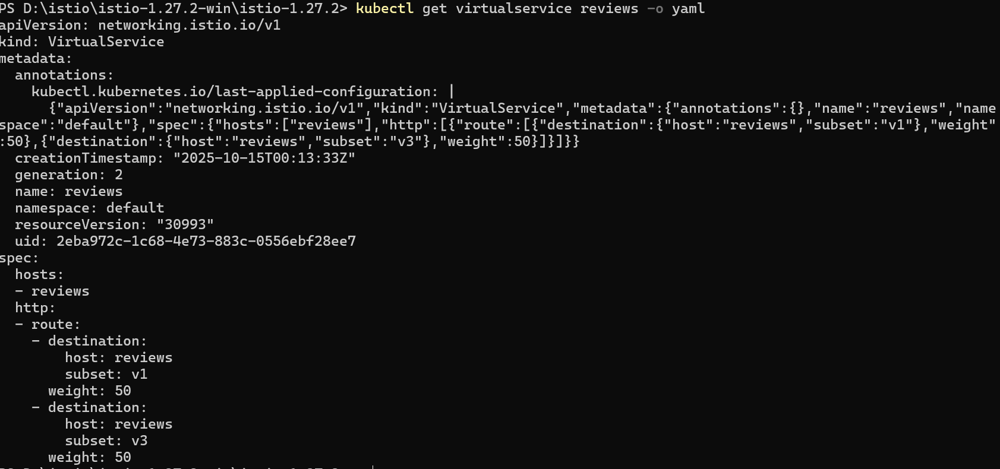 PS D:\istio\istio-1.27.2-win\istio-1.27.2> kubectl get virtualservice reviews -o yaml
apiVersion: networking.istio.io/v1
kind: VirtualService
metadata:
  annotations:
    kubectl.kubernetes.io/last-applied-configuration: |
      {"apiVersion":"networking.istio.io/v1","kind":"VirtualService","metadata":{"annotations":{},"name":"reviews","name
space":"default"},"spec":{"hosts":["reviews"],"http":[{"route":[{"destination":{"host":"reviews","subset":"v1"},"weight"
:50},{"destination":{"host":"reviews","subset":"v3"},"weight":50}]}]}}
  creationTimestamp: "2025-10-15T00:13:33Z"
  generation: 2
  name: reviews
  namespace: default
  resourceVersion: "30993"
  uid: 2eba972c-1c68-4e73-883c-0556ebf28ee7
spec:
  hosts:
  - reviews
  http:
  - route:
    - destination:
        host: reviews
        subset: v1
      weight: 50
    - destination:
        host: reviews
        subset: v3
      weight: 50